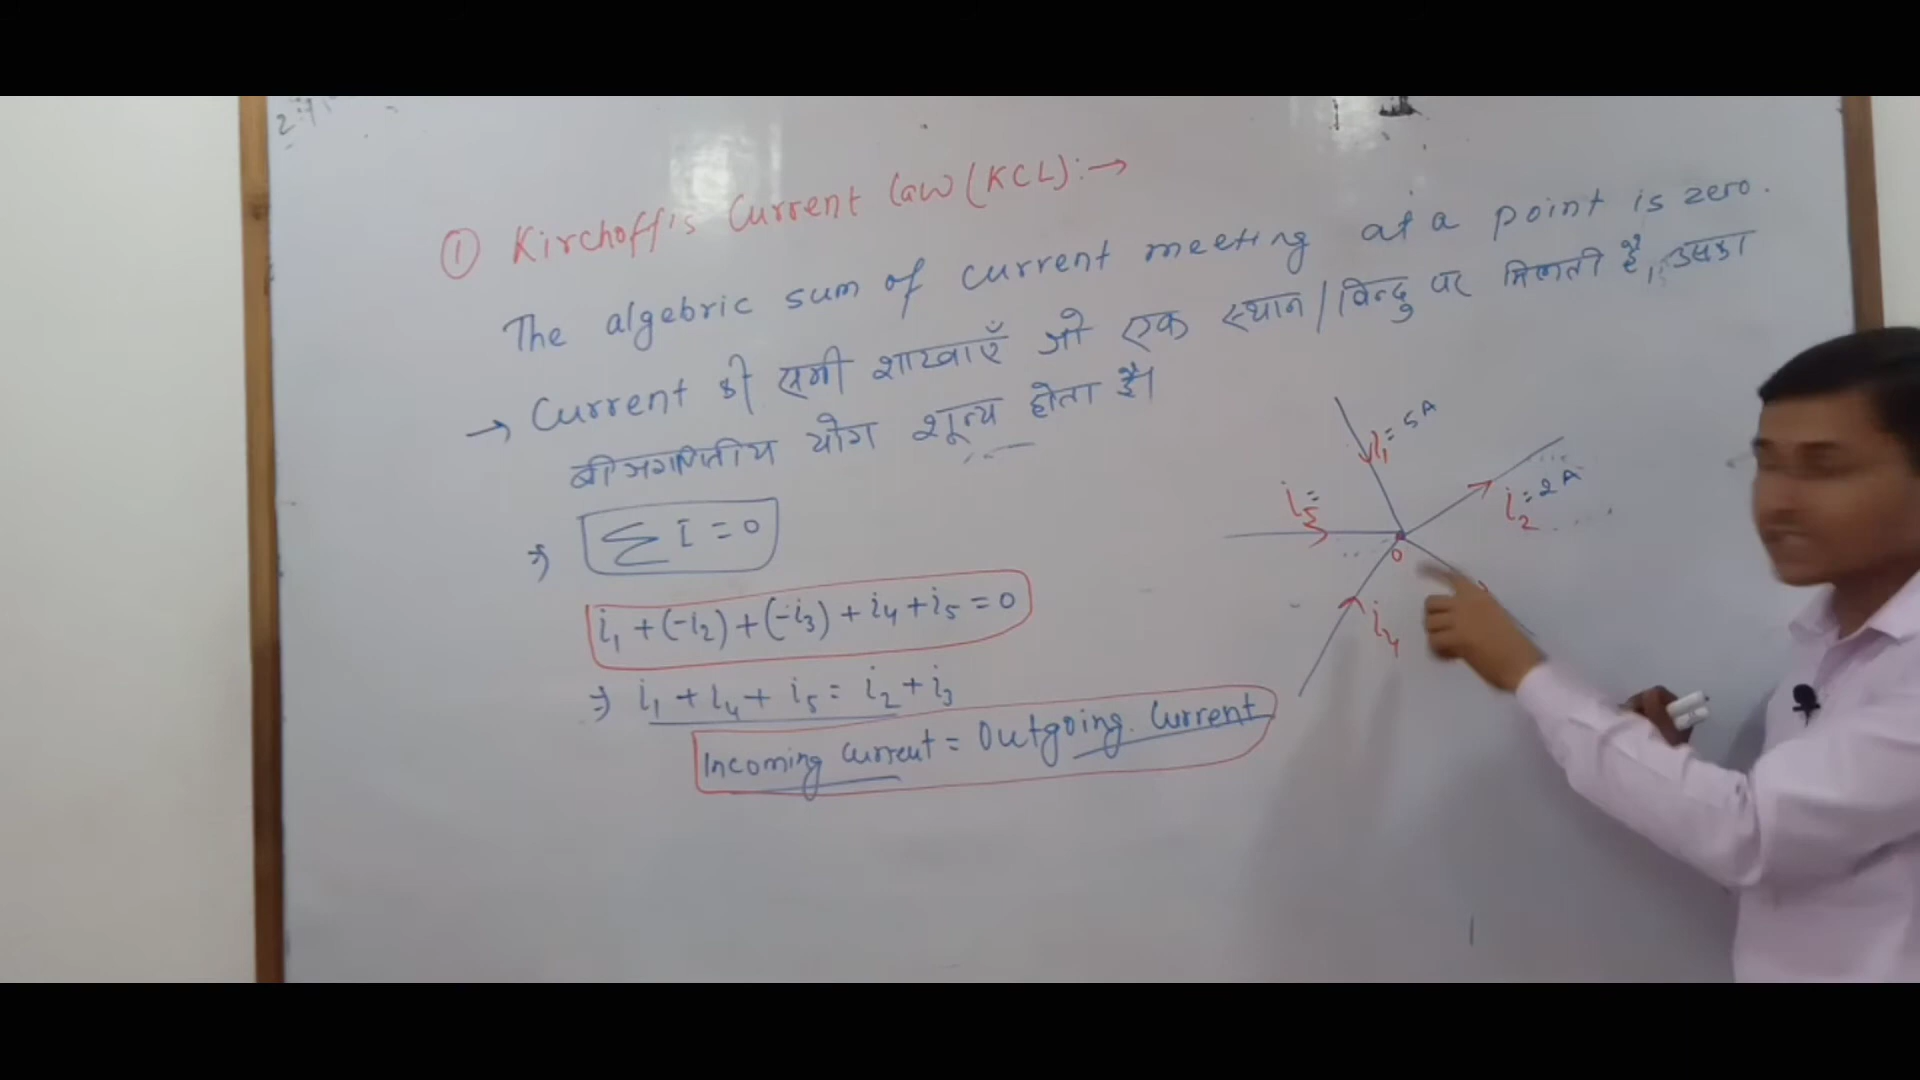 ① Kirchoff's Current Law (KCL):→
The algebric sum of current meeting at a point is zero.
→ Current की सभी शाखाएँ जो एक स्थान/बिन्दु पर मिलती है, उसका
बीजगणितीय योग शून्य होता है।
⇒ ∑I=0
i₁+(-i₂)+(-i₃)+i₄+i₅=0
⇒ i₁+i₄+i₅=i₂+i₃
Incoming Current = Outgoing Current
i₁=5A
i₂=2A
i₅=
O
i₄